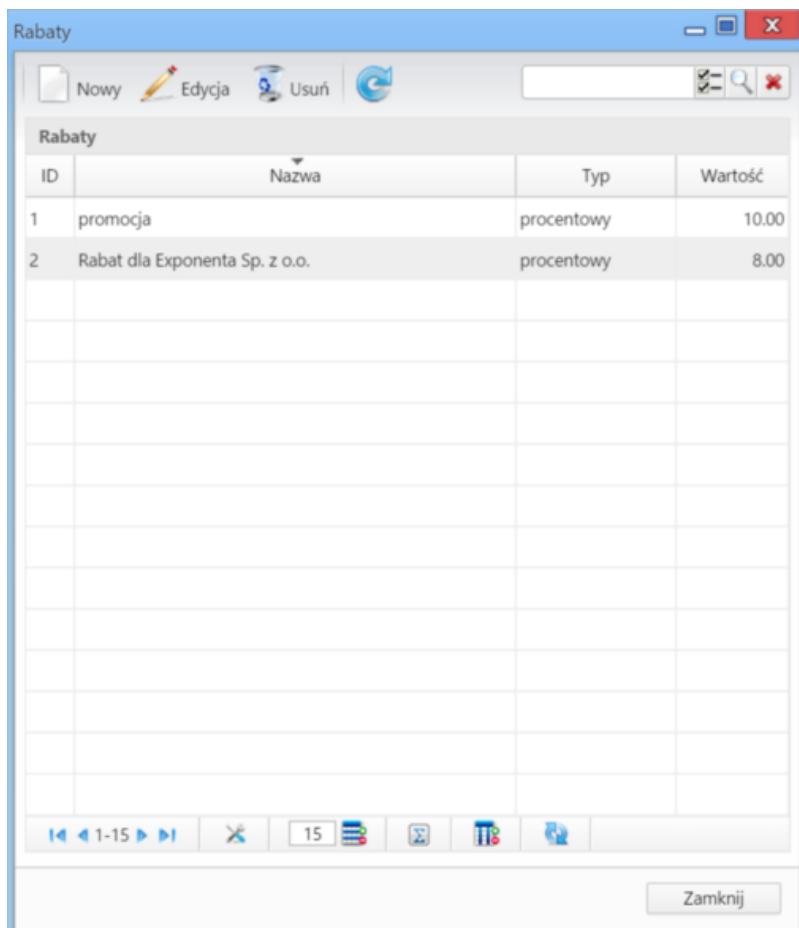 Rabaty
Nowy Edycja Usuń
Rabaty
ID Nazwa Typ Wartość
1 promocja procentowy 10.00
2 Rabat dla Exponenta Sp. z o.o. procentowy 8.00
1-15 15 Σ
Zamknij